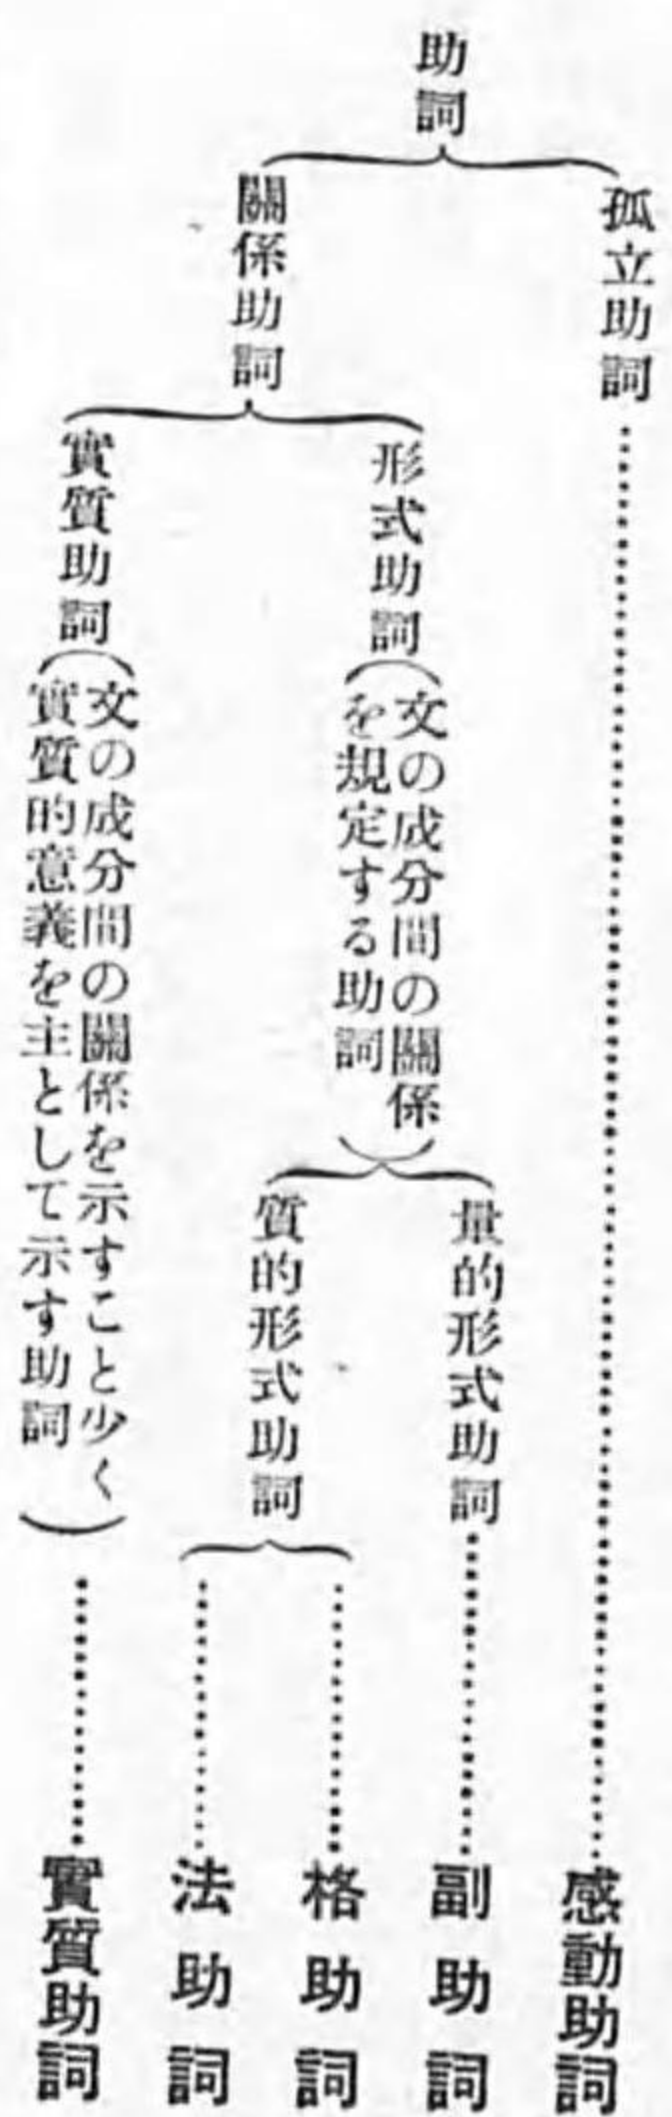 助詞
孤立助詞
感動助詞
關係助詞
形式助詞(文の成分間の關係
を規定する助詞)
量的形式助詞
副助詞
質的形式助詞
格助詞
法助詞
實質助詞(文の成分間の關係を示すこと少く
實質的意義を主として示す助詞)
實質助詞